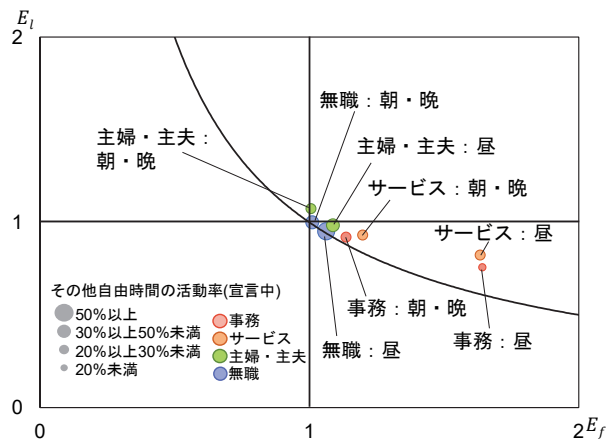 E_l
2
無職：朝・晩
主婦・主夫：
朝・晩
主婦・主夫：昼
サービス：朝・晩
1
サービス：昼
その他自由時間の活動率(宣言中)
50%以上
30%以上50%未満
20%以上30%未満
20%未満
事務
サービス
主婦・主夫
無職
事務：朝・晩
無職：昼
事務：昼
0
0
1
2
E_f